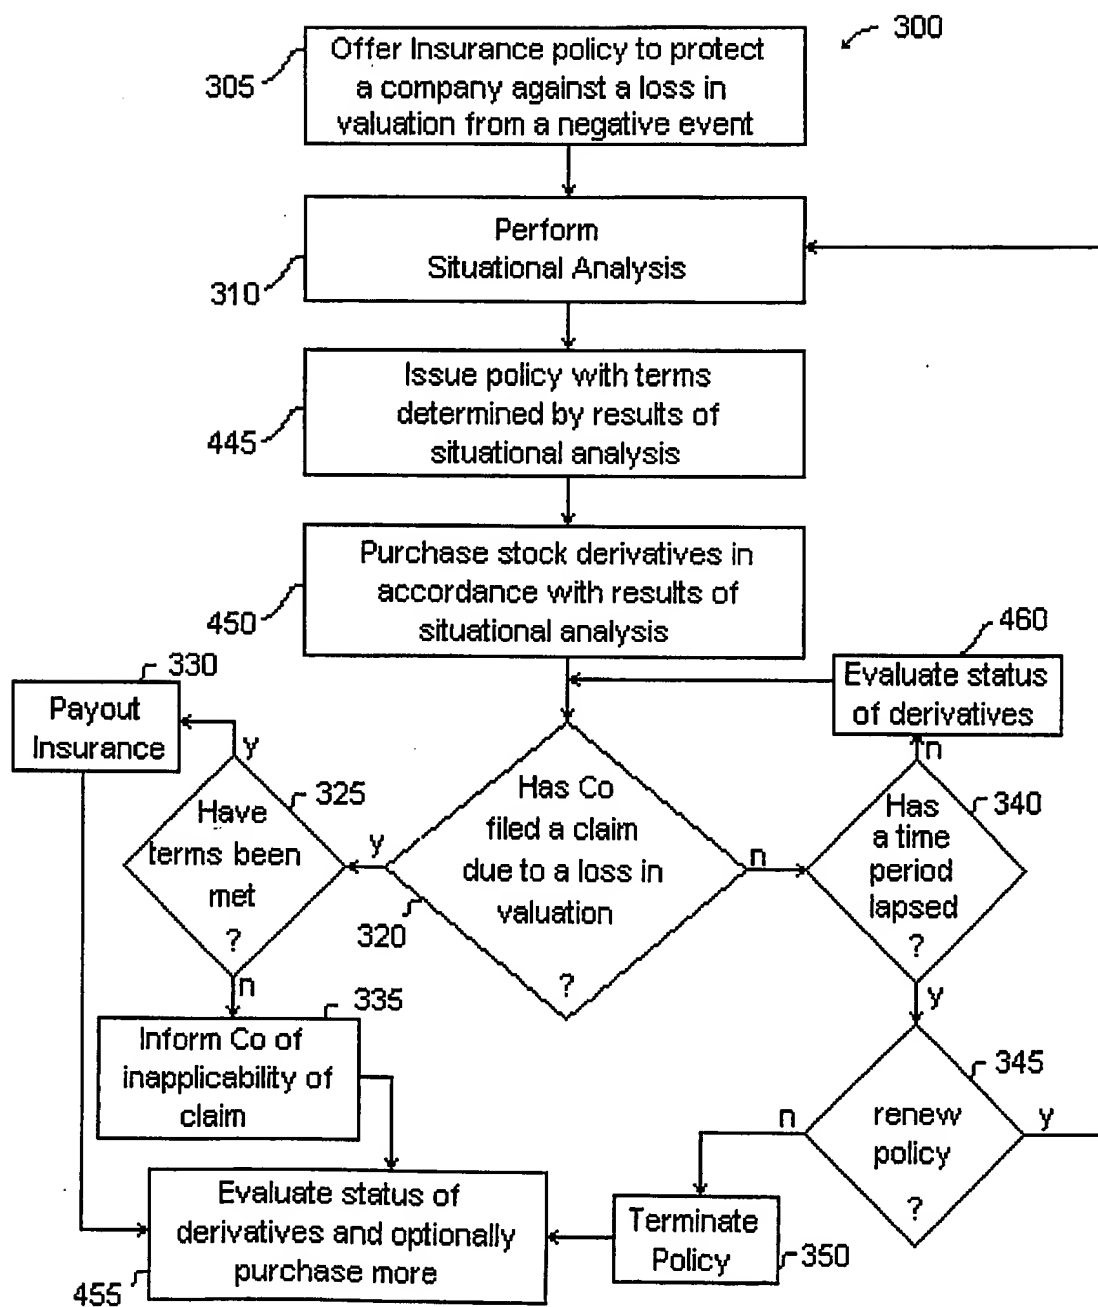 300
Offer Insurance policy to protect
a company against a loss in
valuation from a negative event
305
Perform
Situational Analysis
310
Issue policy with terms
determined by results of
situational analysis
445
Purchase stock derivatives in
accordance with results of
situational analysis
450
460
Evaluate status
of derivatives
330
Payout
Insurance
y
n
325
Have
terms been
met
?
y
Has Co
filed a claim
due to a loss in
valuation
?
320
n
340
Has
a time
period
lapsed
?
n
y
335
Inform Co of
inapplicability of
claim
345
renew
policy
?
n
y
Evaluate status of
derivatives and optionally
purchase more
455
Terminate
Policy
350